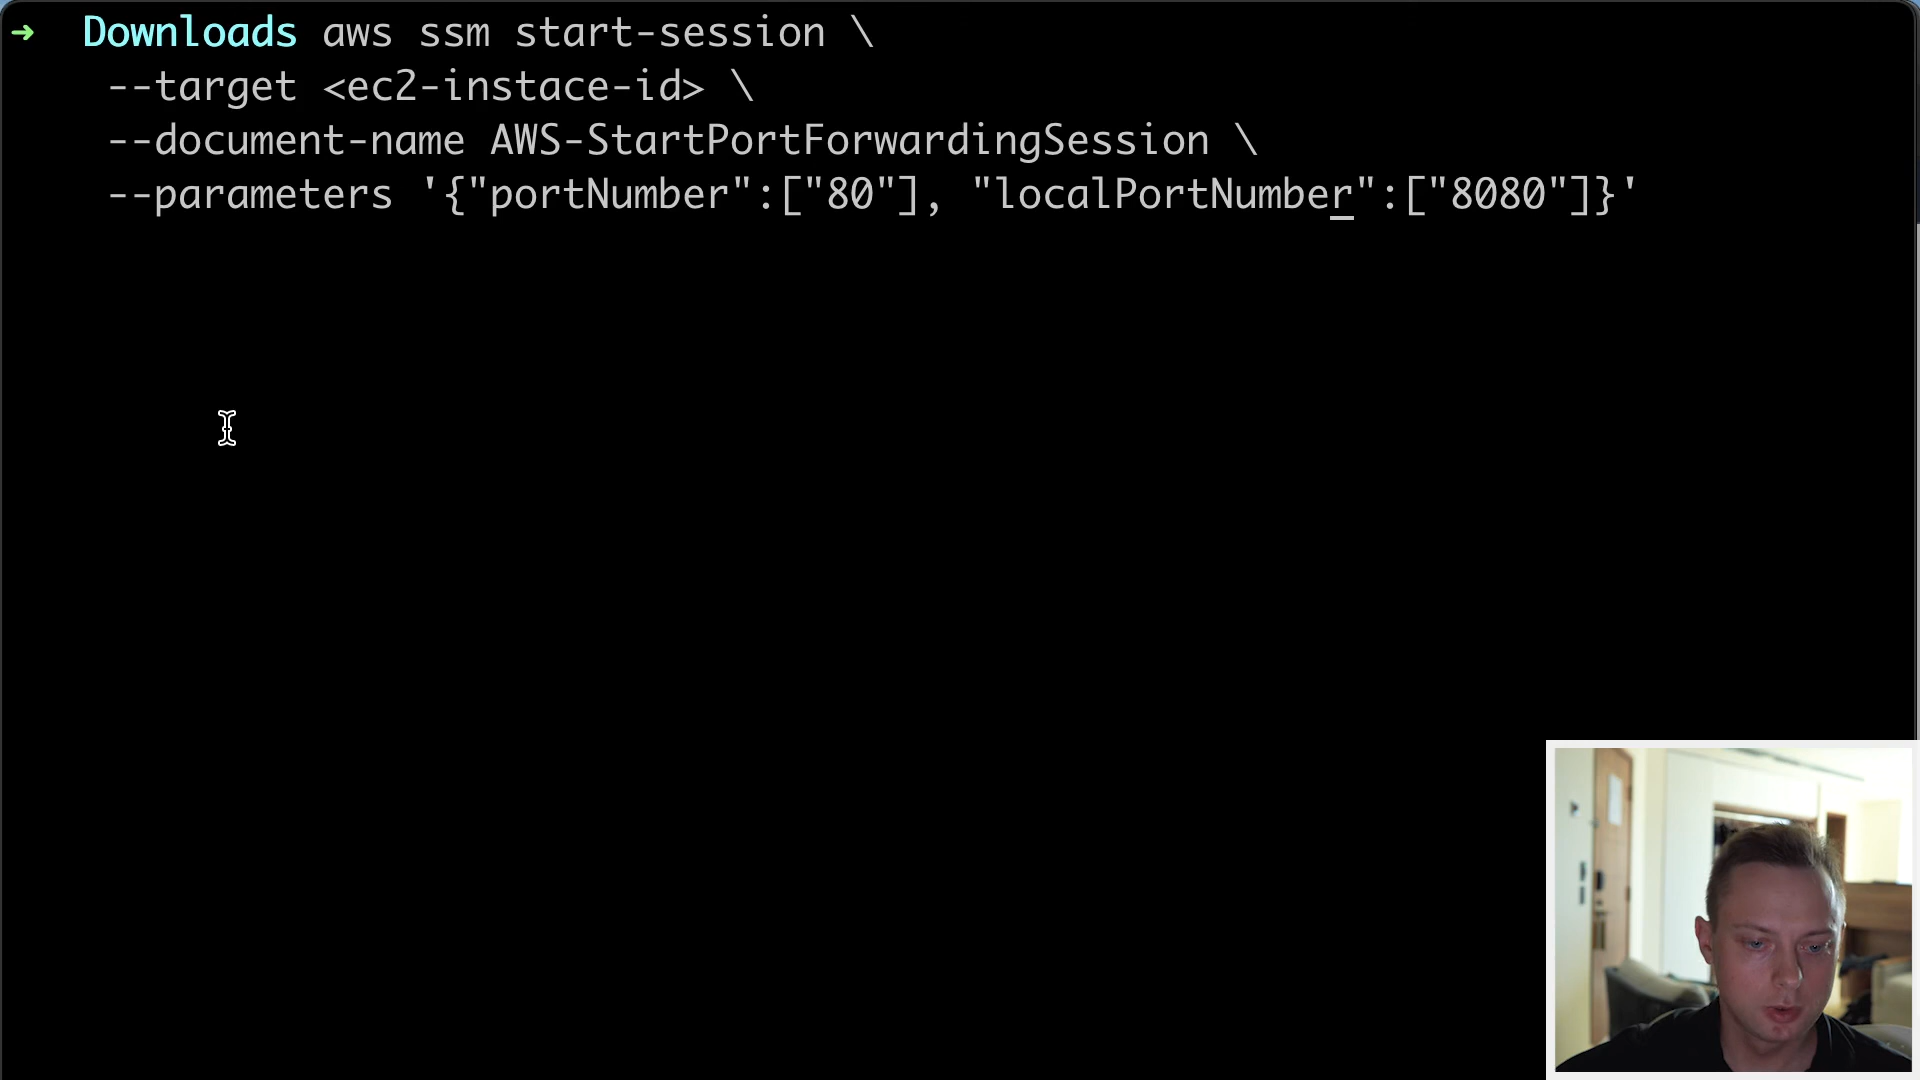 ➜ Downloads aws ssm start-session \
--target <ec2-instace-id> \
--document-name AWS-StartPortForwardingSession \
--parameters '{"portNumber":["80"], "localPortNumber":["8080"]}'